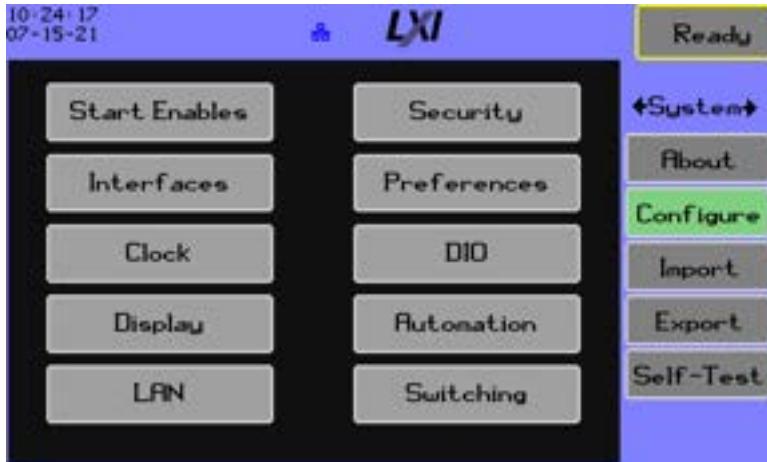 10:24:17
07-15-21
LXI
Ready
Start Enables
Security
←System→
Interfaces
Preferences
About
Configure
Clock
DIO
Import
Display
Automation
Export
LAN
Switching
Self-Test